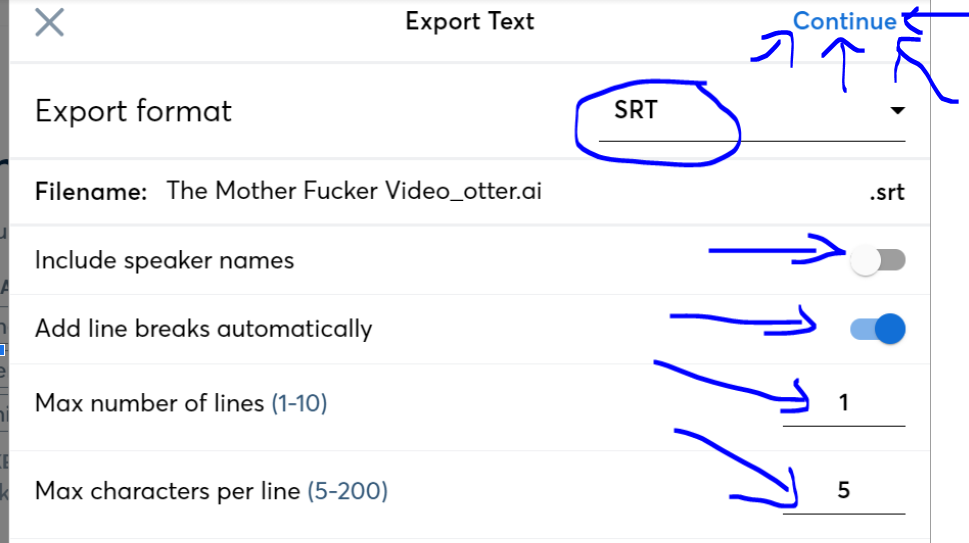 Export Text
Continue
Export format
SRT
Filename: The Mother Fucker Video_otter.ai .srt
Include speaker names
Add line breaks automatically
Max number of lines (1-10) 1
Max characters per line (5-200) 5